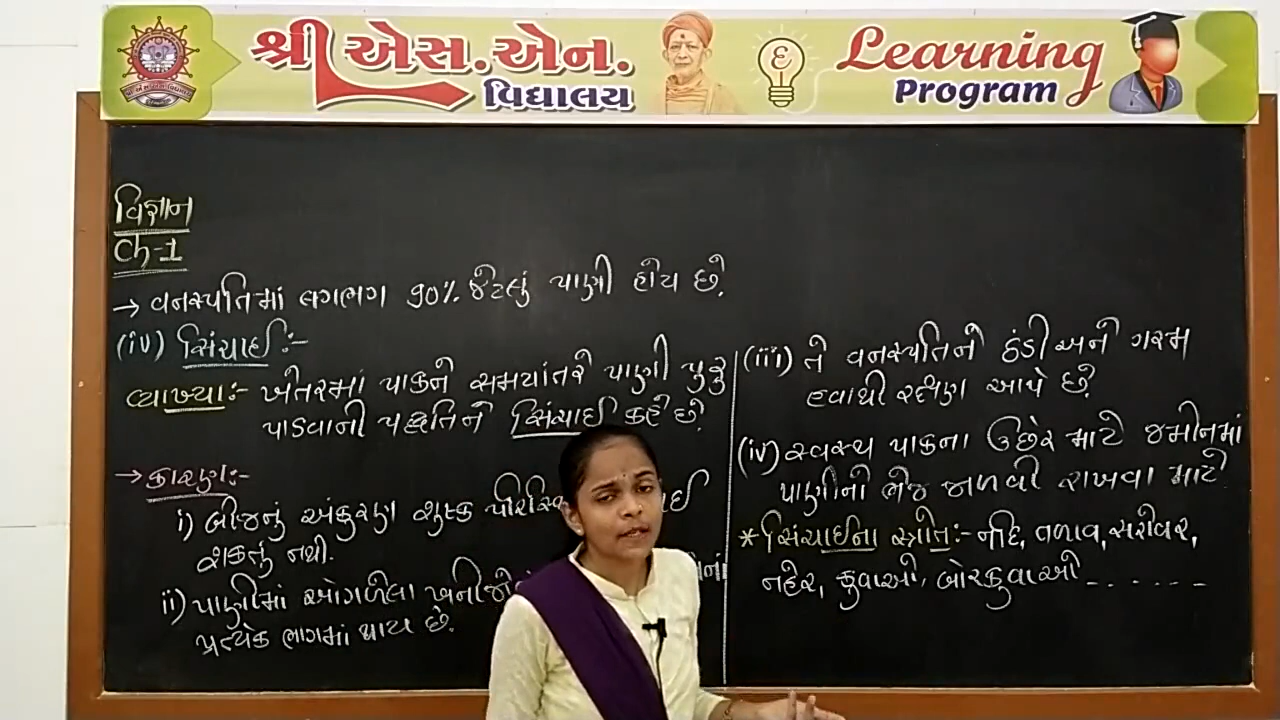 શ્રી એસ.એન.
વિદ્યાલય
Learning
Program
વિજ્ઞાન
Ch-1
→ વનસ્પતિમાં લગભગ 90% જેટલું પાણી હોય છે.
(iv) સિંચાઈ:-
વ્યાખ્યા:- ખેતરમાં પાકને સમયાંતરે પાણી પુરુ
પાડવાની પદ્ધતિને સિંચાઈ કહે છે.
→ કારણ:-
i) બીજનું અંકુરણ શુષ્ક
શકતું નથી.
ii) પાણીમાં ઓગળેલા ખનીજો
પ્રત્યેક ભાગમાં થાય છે.
(iii) તે વનસ્પતિને ઠંડી અને ગરમ
હવાથી રક્ષણ આપે છે.
(iv) સ્વસ્થ પાકના ઉછેર માટે જમીનમાં
પાણીનો ભેજ જાળવી રાખવા માટે.
* સિંચાઈના સ્ત્રોત:- નદિ, તળાવ, સરોવર,
નહેર, કુવાઓ, બોરકુવાઓ - - - - - -